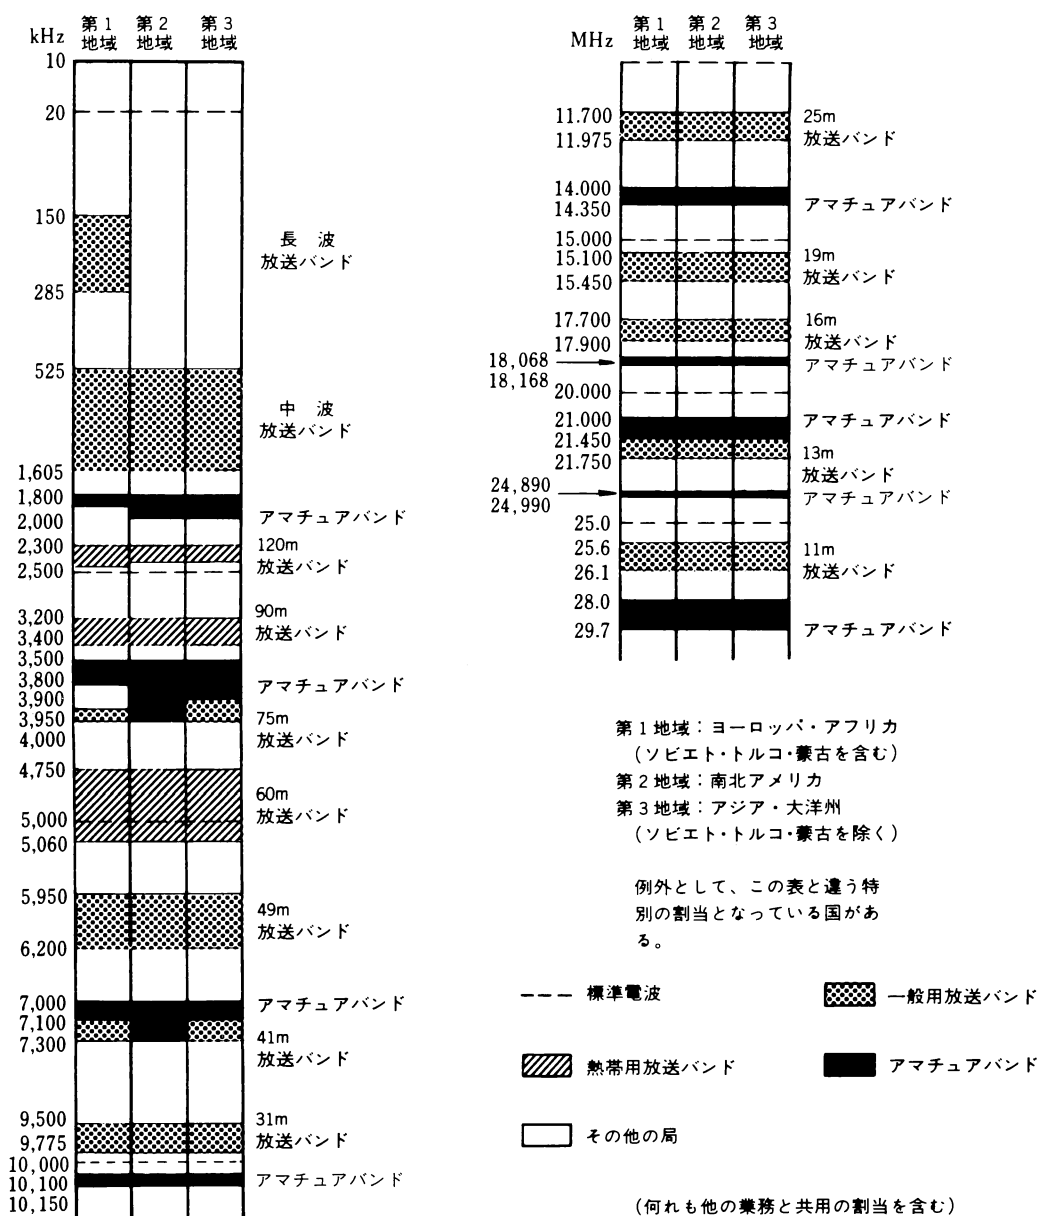 kHz
第1 第2 第3
地域 地域 地域
10
20
150
長 波
放送バンド
285
525
中 波
放送バンド
1,605
1,800
アマチュアバンド
2,000
2,300
120m
放送バンド
2,500
90m
3,200
放送バンド
3,400
3,500
3,800
アマチュアバンド
3,900
3,950
75m
放送バンド
4,000
4,750
60m
放送バンド
5,000
5,060
5,950
49m
放送バンド
6,200
7,000
アマチュアバンド
7,100
41m
7,300
放送バンド
9,500
31m
放送バンド
9,775
10,000
10,100
アマチュアバンド
10,150
MHz
第1 第2 第3
地域 地域 地域
11.700
25m
11.975
放送バンド
14.000
アマチュアバンド
14.350
15.000
15.100
19m
放送バンド
15.450
17.700
16m
17.900
放送バンド
18,068
アマチュアバンド
18,168
20.000
21.000
アマチュアバンド
21.450
21.750
13m
放送バンド
24,890
アマチュアバンド
24,990
25.0
25.6
11m
26.1
放送バンド
28.0
29.7
アマチュアバンド
第1地域：ヨーロッパ・アフリカ
(ソビエト・トルコ・蒙古を含む)
第2地域：南北アメリカ
第3地域：アジア・大洋州
(ソビエト・トルコ・蒙古を除く)
例外として、この表と違う特
別の割当となっている国があ
る。
標準電波
一般用放送バンド
熱帯用放送バンド
アマチュアバンド
その他の局
(何れも他の業務と共用の割当を含む)